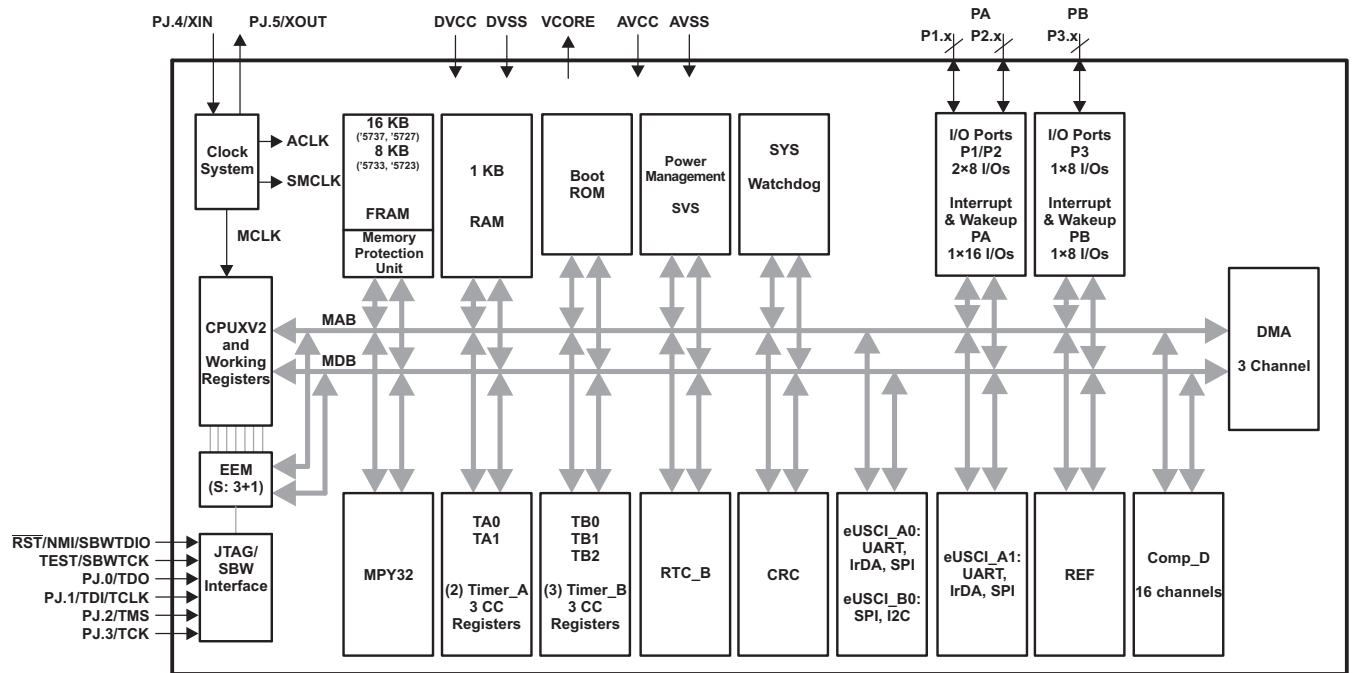 PJ.4/XIN
PJ.5/XOUT
DVCC
DVSS
VCORE
AVCC
AVSS
PA
PB
P1.x
P2.x
P3.x
Clock
System
ACLK
SMCLK
MCLK
16 KB
('5737, '5727)
8 KB
('5733, '5723)
FRAM
Memory
Protection
Unit
1 KB
RAM
Boot
ROM
Power
Management
SVS
SYS
Watchdog
I/O Ports
P1/P2
2×8 I/Os
Interrupt
& Wakeup
PA
1×16 I/Os
I/O Ports
P3
1×8 I/Os
Interrupt
& Wakeup
PB
1×8 I/Os
CPUXV2
and
Working
Registers
MAB
MDB
DMA
3 Channel
EEM
(S: 3+1)
RST/NMI/SBWTDIO
TEST/SBWTCK
PJ.0/TDO
PJ.1/TDI/TCLK
PJ.2/TMS
PJ.3/TCK
JTAG/
SBW
Interface
MPY32
TA0
TA1
(2) Timer_A
3 CC
Registers
TB0
TB1
TB2
(3) Timer_B
3 CC
Registers
RTC_B
CRC
eUSCI_A0:
UART,
IrDA, SPI
eUSCI_B0:
SPI, I2C
eUSCI_A1:
UART,
IrDA, SPI
REF
Comp_D
16 channels